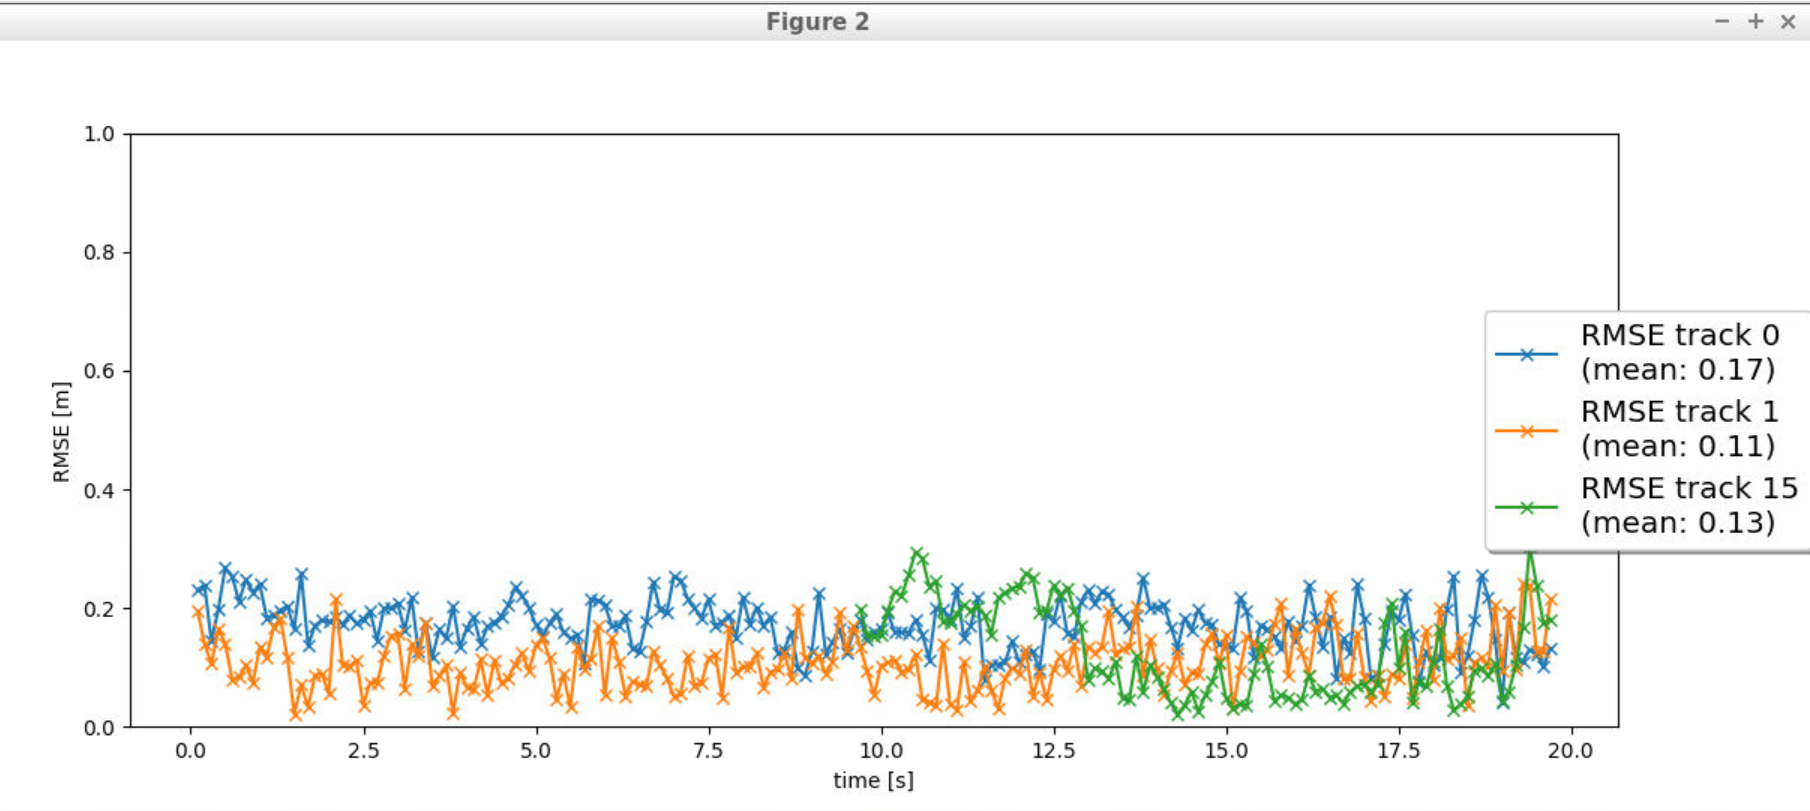 Figure 2
1.0
0.8
0.6
0.4
0.2
0.0
RMSE [m]
0.0 2.5 5.0 7.5 10.0 12.5 15.0 17.5 20.0
time [s]
RMSE track 0
(mean: 0.17)
RMSE track 1
(mean: 0.11)
RMSE track 15
(mean: 0.13)